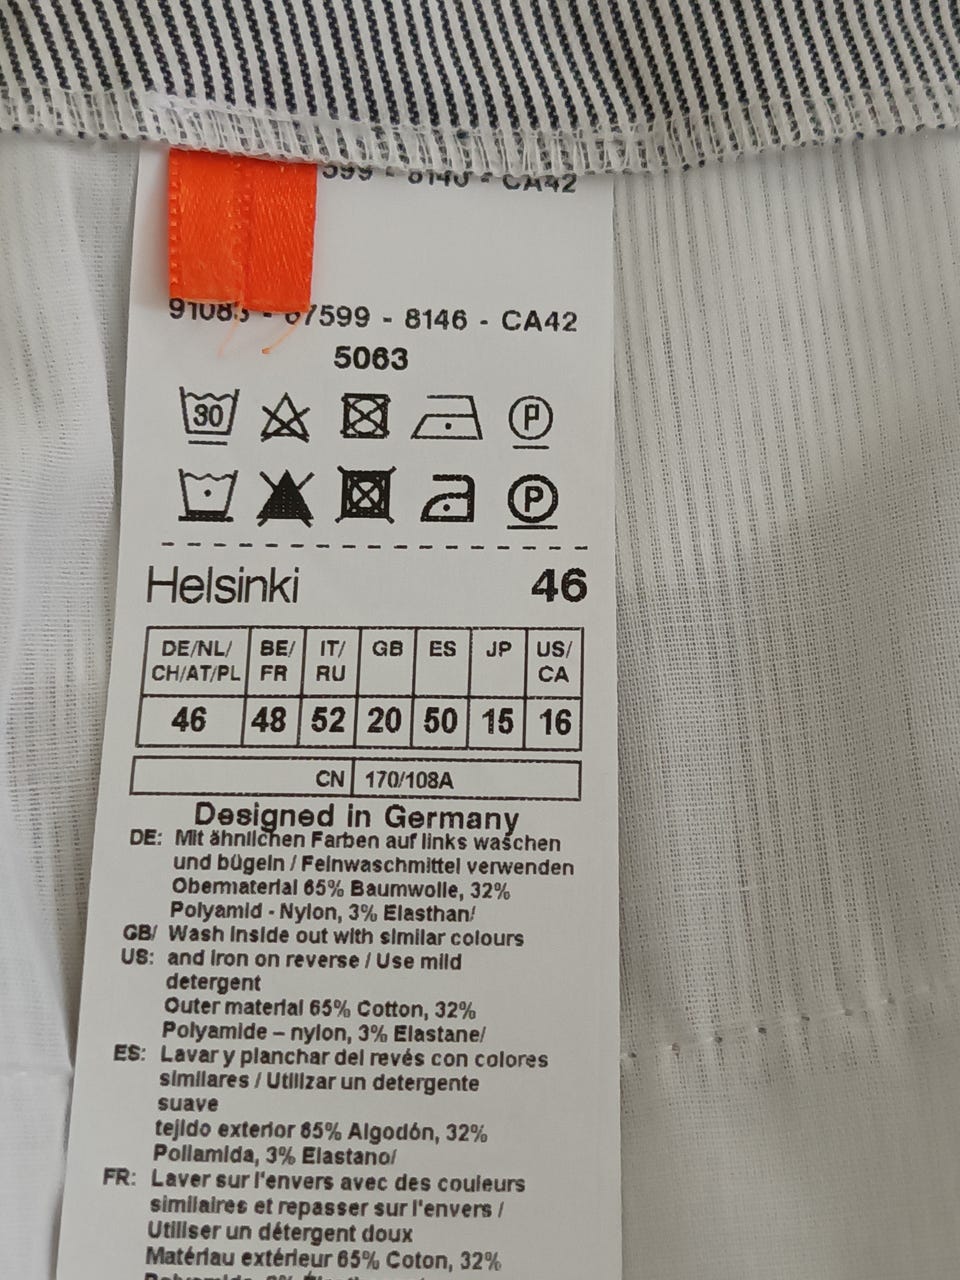 599 - 8146 - CA42
91083 - 67599 - 8146 - CA42
5063
30 P
P
Helsinki 46
DE/NL/ CH/AT/PL BE/ FR IT/ RU GB ES JP US/ CA
46 48 52 20 50 15 16
CN 170/108A
Designed in Germany
DE: Mit ähnlichen Farben auf links waschen
und bügeln / Feinwaschmittel verwenden
Obermaterial 65% Baumwolle, 32%
Polyamid - Nylon, 3% Elasthan/
GB/ Wash inside out with similar colours
US: and iron on reverse / Use mild
detergent
Outer material 65% Cotton, 32%
Polyamide – nylon, 3% Elastane/
ES: Lavar y planchar del revés con colores
similares / Utilizar un detergente
suave
tejido exterior 65% Algodón, 32%
Poliamida, 3% Elastano/
FR: Laver sur l'envers avec des couleurs
similaires et repasser sur l'envers /
Utiliser un détergent doux
Matériau extérieur 65% Coton, 32%